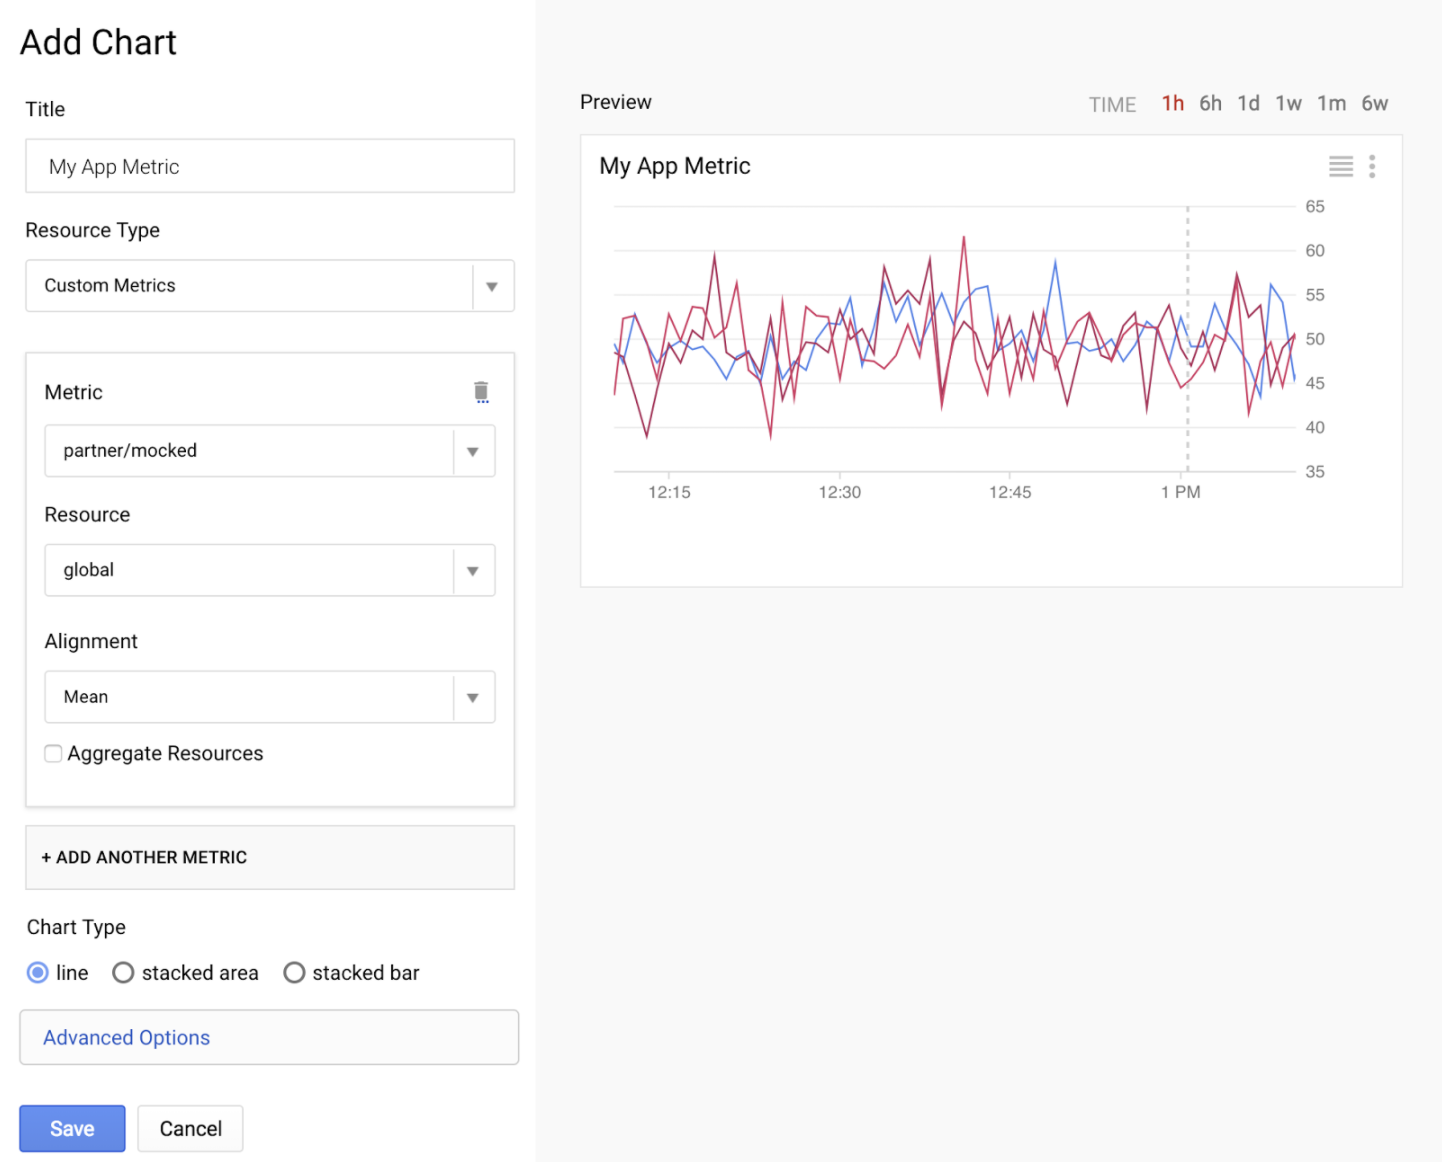 Add Chart
Title
My App Metric
Resource Type
Custom Metrics
Metric
partner/mocked
Resource
global
Alignment
Mean
Aggregate Resources
+ ADD ANOTHER METRIC
Chart Type
line stacked area stacked bar
Advanced Options
Save Cancel
Preview TIME 1h 6h 1d 1w 1m 6w
My App Metric
65
60
55
50
45
40
35
12:15 12:30 12:45 1 PM